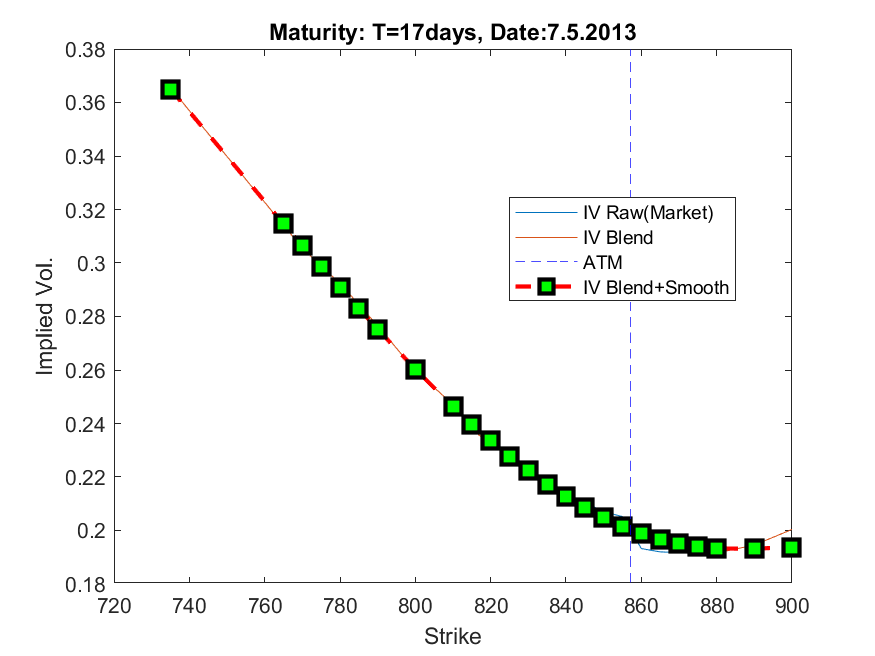 Maturity: T=17days, Date:7.5.2013
0.38
0.36
0.34
0.32
0.3
0.28
0.26
0.24
0.22
0.2
0.18
Implied Vol.
IV Raw(Market)
IV Blend
ATM
IV Blend+Smooth
720 740 760 780 800 820 840 860 880 900
Strike